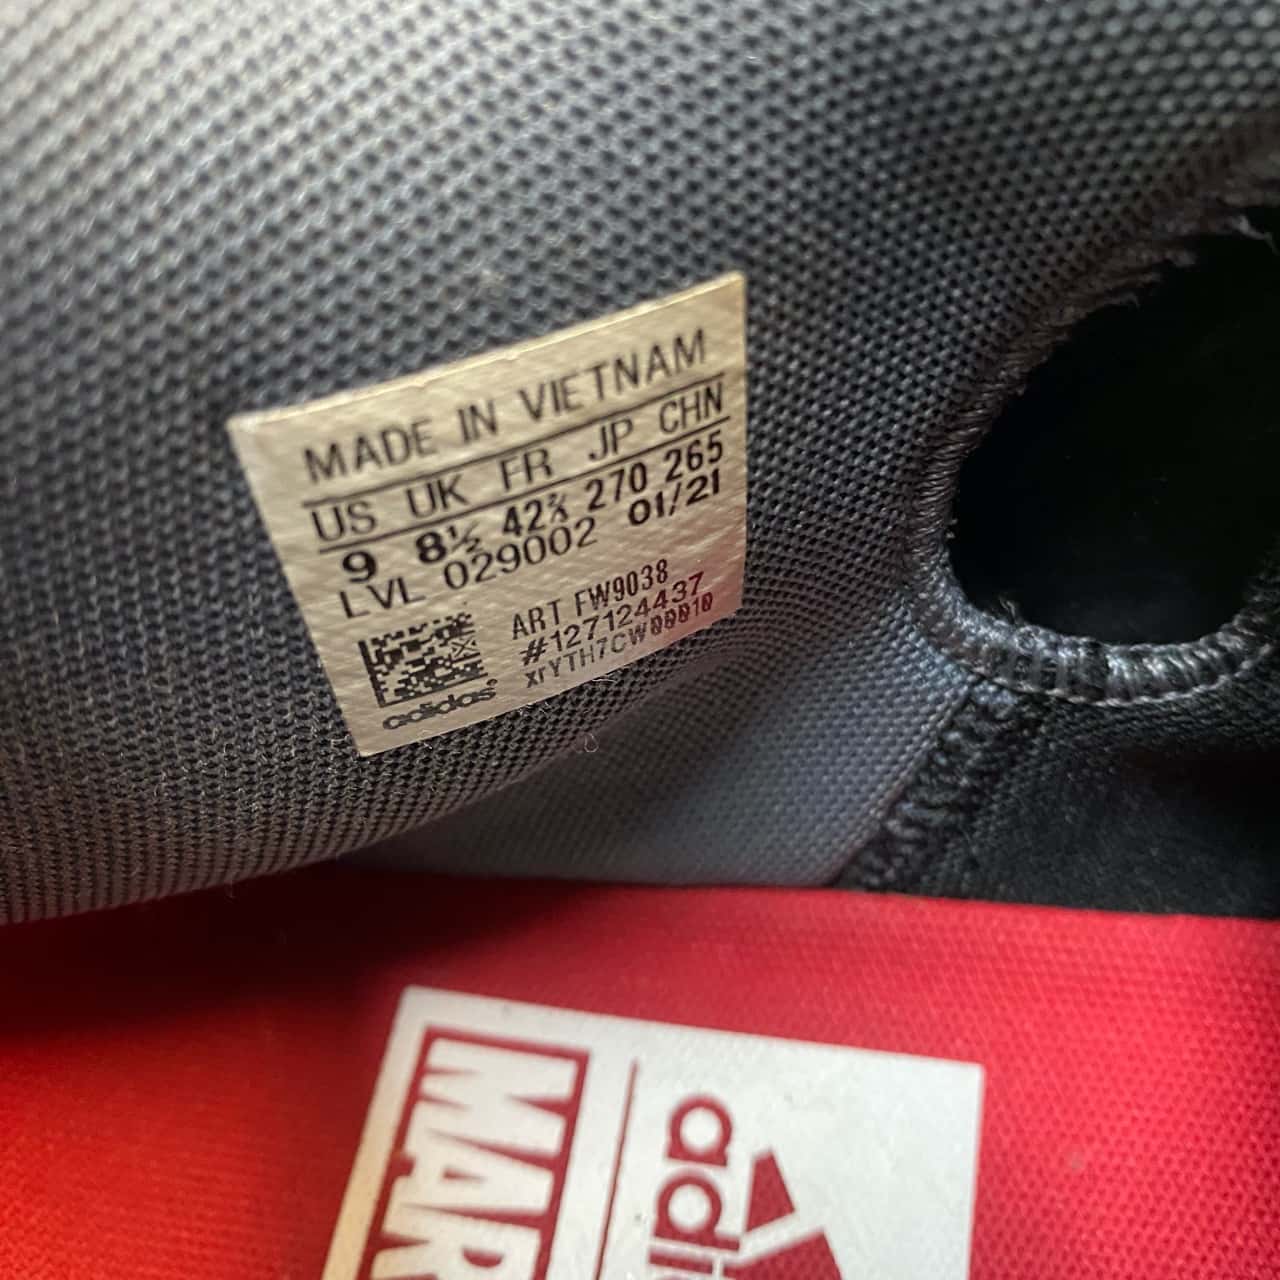 MADE IN VIETNAM
US UK FR JP CHN
9 8½ 42⅔ 270 265
LVL 029002 01/21
ART FW9038
#127124437
adidas
MAR
adi